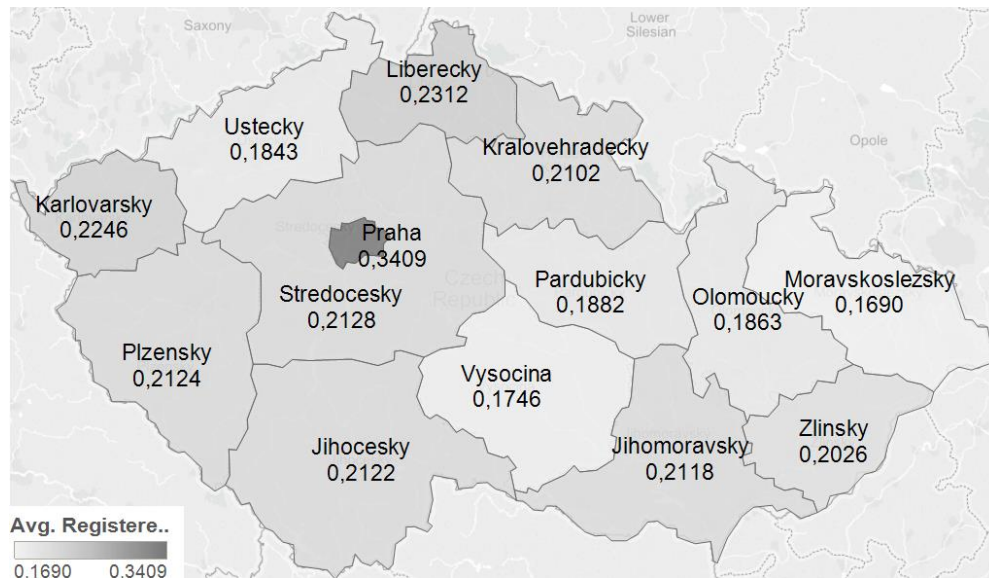 Saxony
Lower
Silesian
Liberecky
0,2312
Ustecky
0,1843
Kralovehradecky
0,2102
Opole
Karlovarsky
0,2246
Praha
0,3409
Stredocesky
0,2128
Czech
Republic
Pardubicky
0,1882
Olomoucky
0,1863
Moravskoslezsky
0,1690
Plzensky
0,2124
Vysocina
0,1746
Jihocesky
0,2122
Jihomoravsky
0,2118
Zlinsky
0,2026
Avg. Registere..
0,1690 0,3409